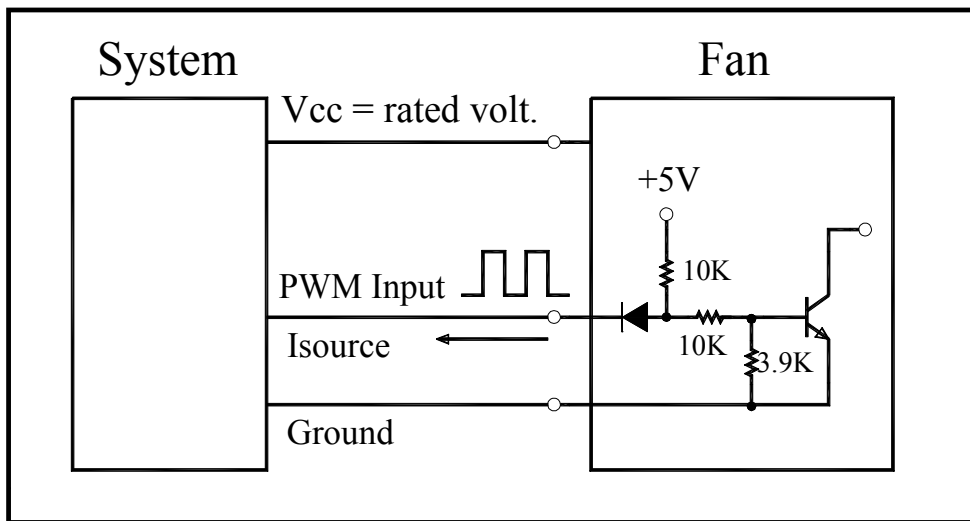 System
Fan
Vcc = rated volt.
+5V
10K
PWM Input
Isource
10K
3.9K
Ground